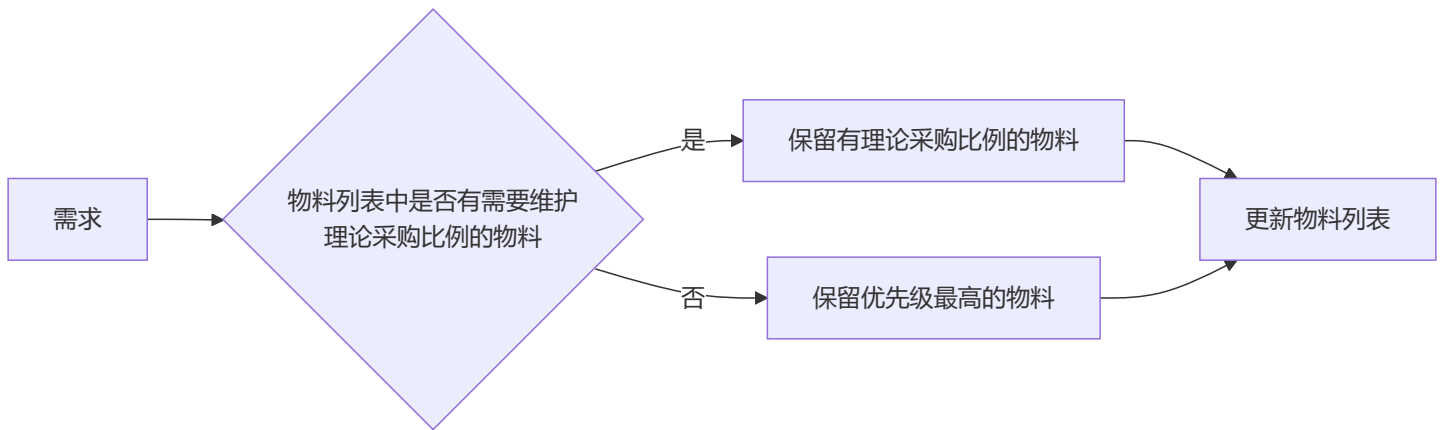 需求
物料列表中是否有需要维护
理论采购比例的物料
是
保留有理论采购比例的物料
否
保留优先级最高的物料
更新物料列表